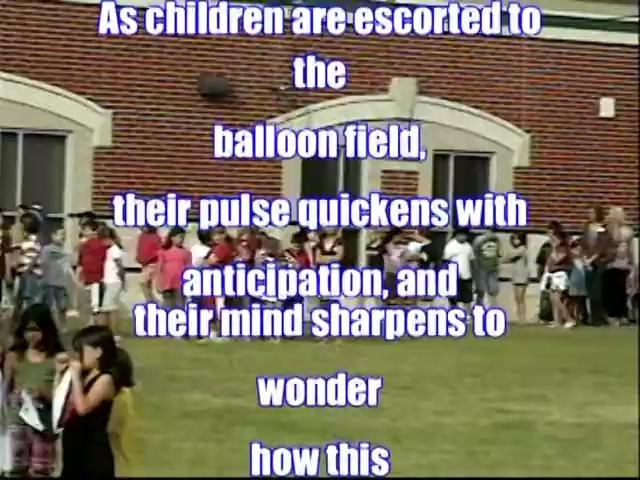 As children are escorted to
the
balloon field,
their pulse quickens with
anticipation, and
their mind sharpens to
wonder
how this